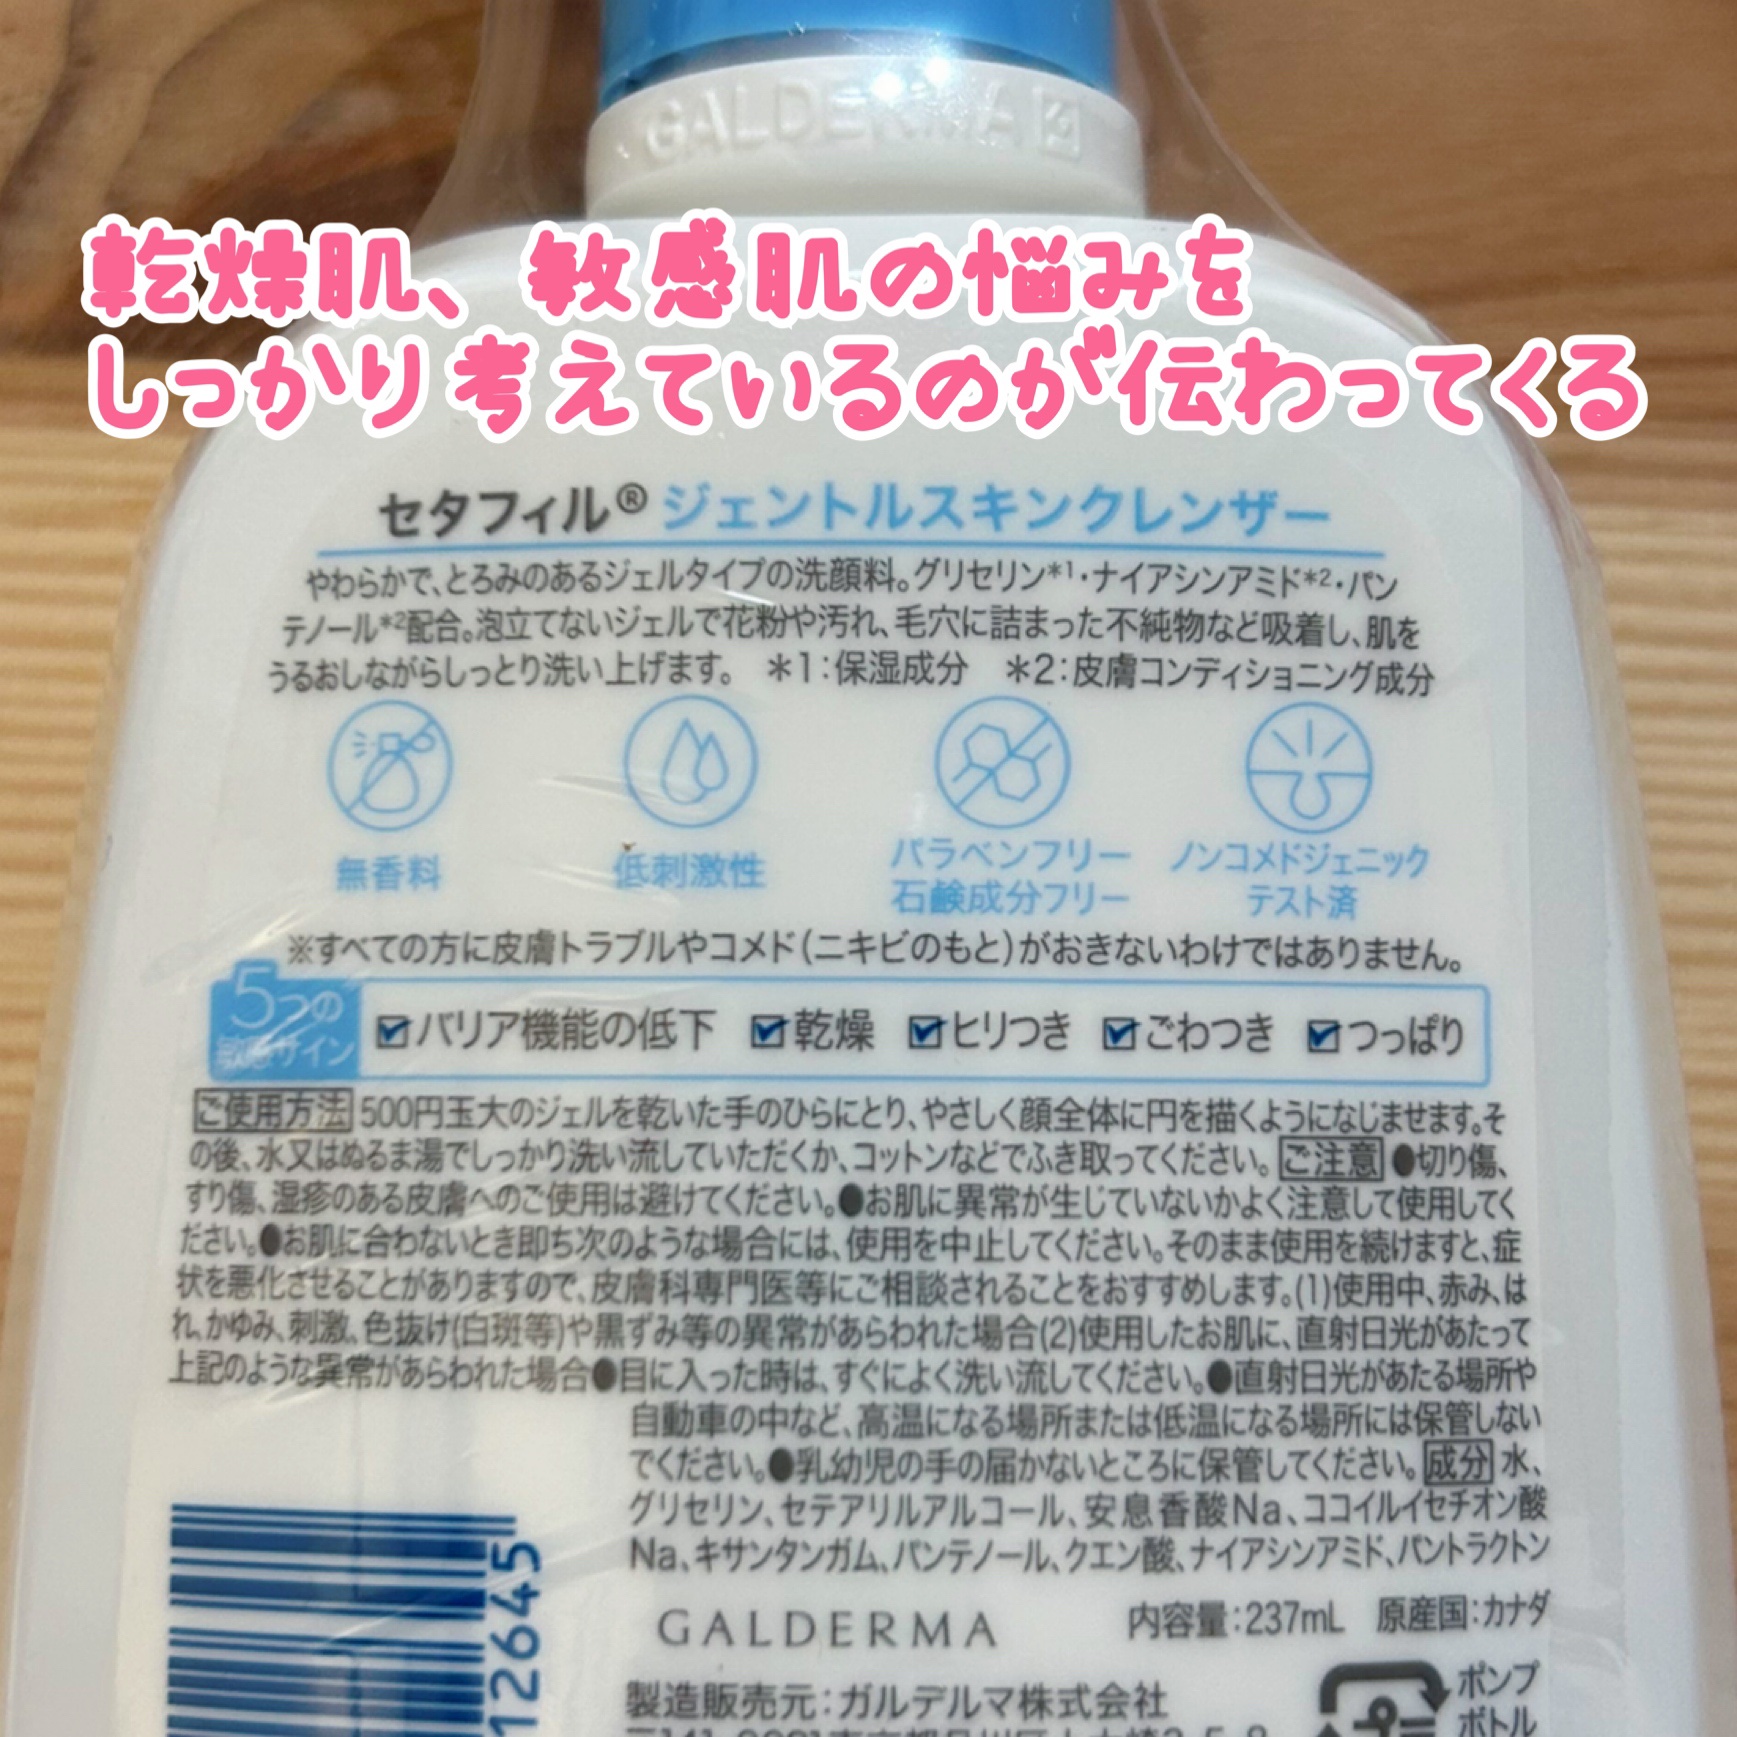 GALDERMA
乾燥肌、敏感肌の悩みを
しっかり考えているのが伝わってくる
セタフィル® ジェントルスキンクレンザー
やわらかで、とろみのあるジェルタイプの洗顔料。グリセリン*1・ナイアシンアミド*2・パン
テノール*2配合。泡立てないジェルで花粉や汚れ、毛穴に詰まった不純物など吸着し、肌を
うるおしながらしっとり洗い上げます。 *1:保湿成分 *2:皮膚コンディショニング成分
無香料
低刺激性
パラベンフリー
石鹸成分フリー
ノンコメドジェニック
テスト済
※すべての方に皮膚トラブルやコメド(ニキビのもと)がおきないわけではありません。
5つの
敏感サイン
バリア機能の低下 乾燥 ヒリつき ごわつき つっぱり
ご使用方法 500円玉大のジェルを乾いた手のひらにとり、やさしく顔全体に円を描くようになじませます。そ
の後、水又はぬるま湯でしっかり洗い流していただくか、コットンなどでふき取ってください。 ご注意 ●切り傷、
すり傷、湿疹のある皮膚へのご使用は避けてください。●お肌に異常が生じていないかよく注意して使用してく
ださい。●お肌に合わないとき即ち次のような場合には、使用を中止してください。そのまま使用を続けますと、症
状を悪化させることがありますので、皮膚科専門医等にご相談されることをおすすめします。(1)使用中、赤み、は
れ、かゆみ、刺激、色抜け(白斑等)や黒ずみ等の異常があらわれた場合(2)使用したお肌に、直射日光があたって
上記のような異常があらわれた場合●目に入った時は、すぐによく洗い流してください。●直射日光があたる場所や
自動車の中など、高温になる場所または低温になる場所には保管しない
でください。●乳幼児の手の届かないところに保管してください。 成分 水、
グリセリン、セテアリルアルコール、安息香酸Na、ココイルイセチオン酸
Na、キサンタンガム、パンテノール、クエン酸、ナイアシンアミド、パントラクトン
GALDERMA
内容量:237mL 原産国:カナダ
製造販売元:ガルデルマ株式会社
ポンプ
ボトル
12645